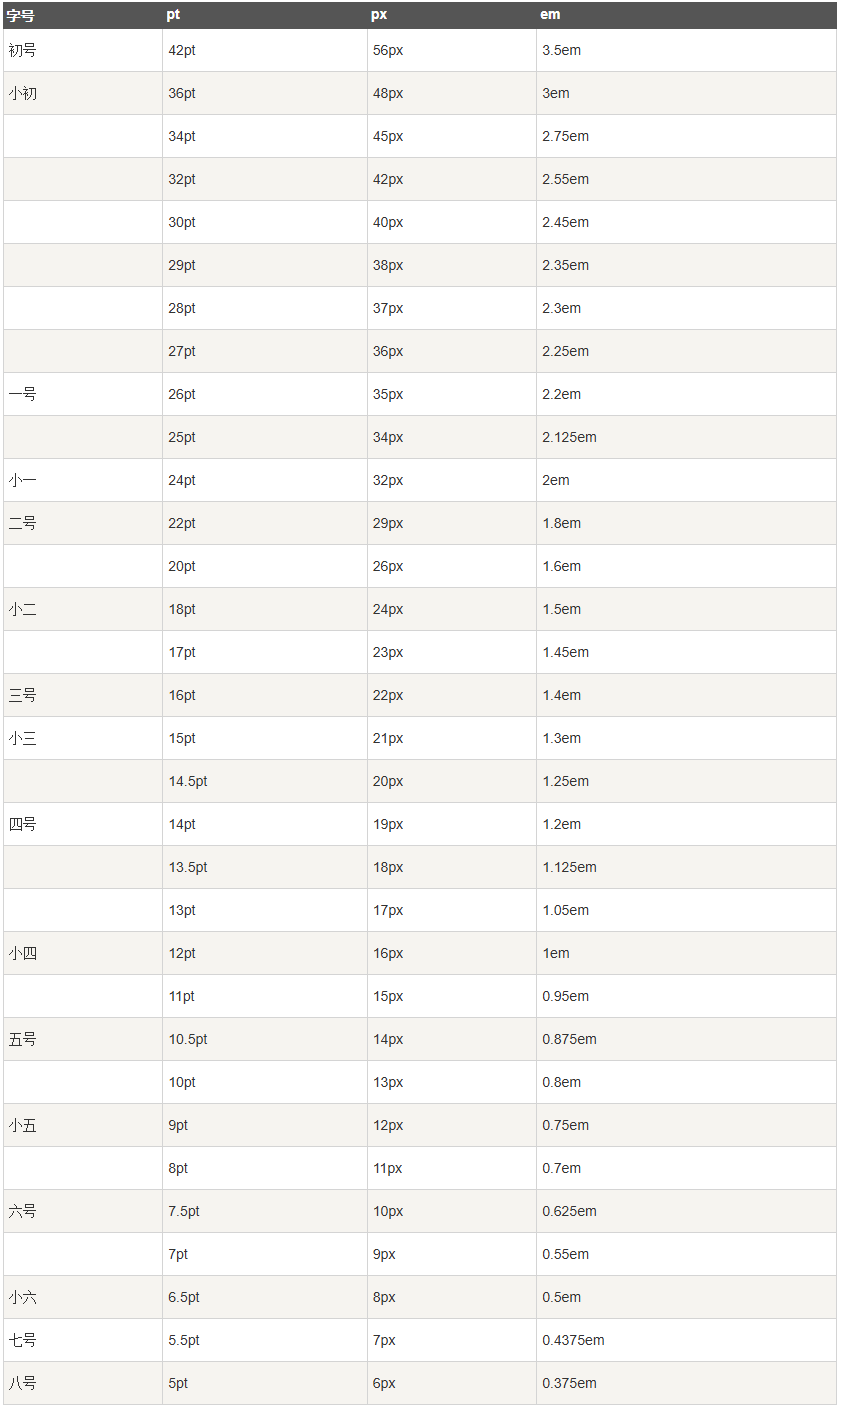 字号 pt px em
初号 42pt 56px 3.5em
小初 36pt 48px 3em
34pt 45px 2.75em
32pt 42px 2.55em
30pt 40px 2.45em
29pt 38px 2.35em
28pt 37px 2.3em
27pt 36px 2.25em
一号 26pt 35px 2.2em
25pt 34px 2.125em
小一 24pt 32px 2em
二号 22pt 29px 1.8em
20pt 26px 1.6em
小二 18pt 24px 1.5em
17pt 23px 1.45em
三号 16pt 22px 1.4em
小三 15pt 21px 1.3em
14.5pt 20px 1.25em
四号 14pt 19px 1.2em
13.5pt 18px 1.125em
13pt 17px 1.05em
小四 12pt 16px 1em
11pt 15px 0.95em
五号 10.5pt 14px 0.875em
10pt 13px 0.8em
小五 9pt 12px 0.75em
8pt 11px 0.7em
六号 7.5pt 10px 0.625em
7pt 9px 0.55em
小六 6.5pt 8px 0.5em
七号 5.5pt 7px 0.4375em
八号 5pt 6px 0.375em